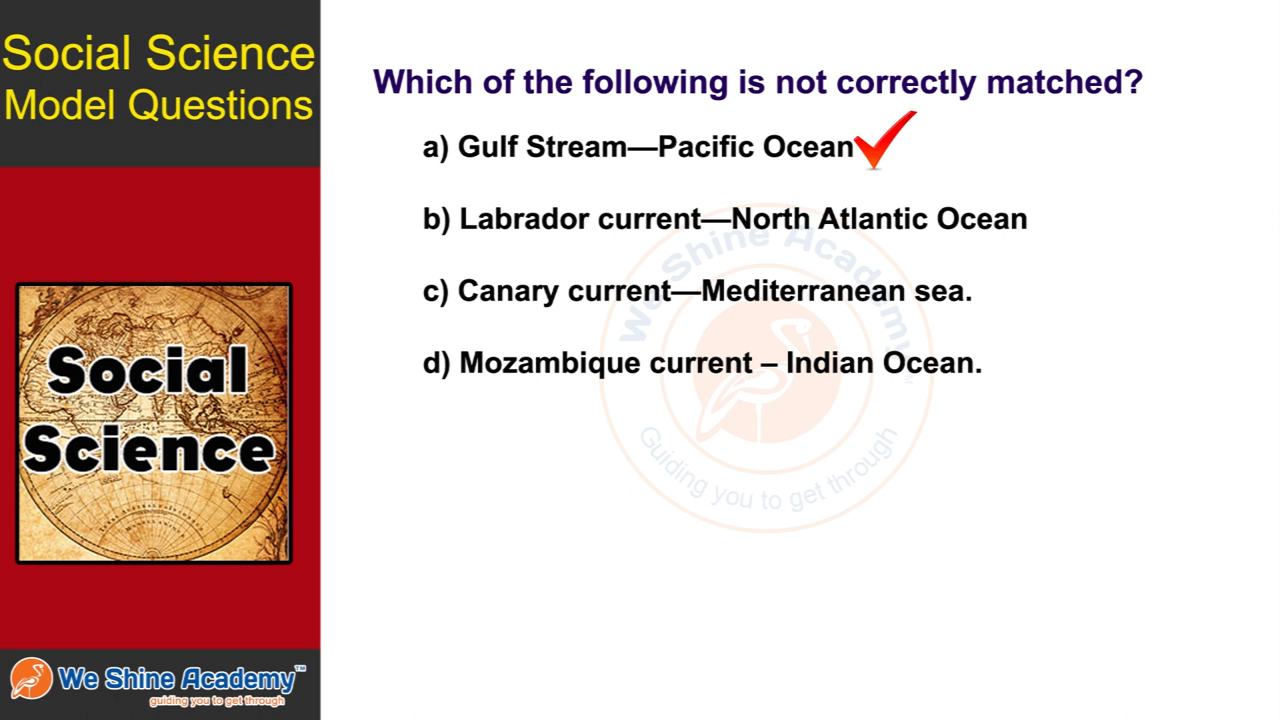 Social Science
Model Questions
Which of the following is not correctly matched?
a) Gulf Stream—Pacific Ocean
b) Labrador current—North Atlantic Ocean
c) Canary current—Mediterranean sea.
d) Mozambique current – Indian Ocean.
We Shine Academy
Guiding you to get through
Social
Science
We Shine Academy™
guiding you to get through